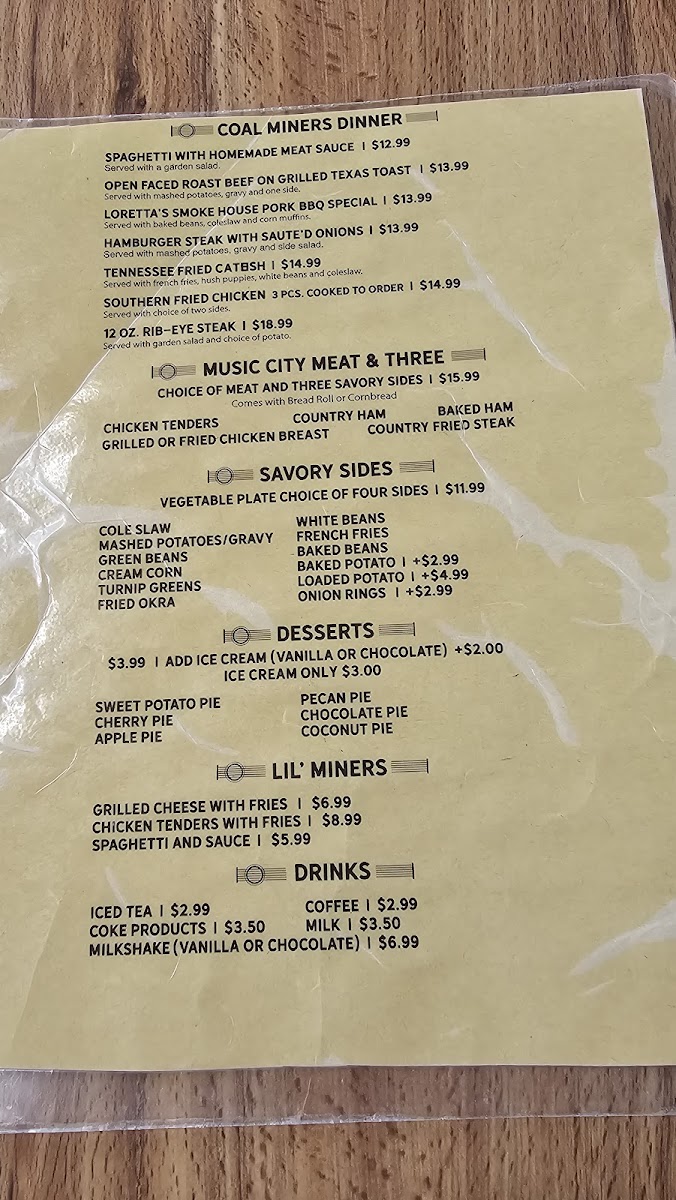 COAL MINERS DINNER
SPAGHETTI WITH HOMEMADE MEAT SAUCE | $12.99
Served with a garden salad.
OPEN FACED ROAST BEEF ON GRILLED TEXAS TOAST | $13.99
Served with mashed potatoes, gravy and one side.
LORETTA'S SMOKE HOUSE PORK BBQ SPECIAL | $13.99
Served with baked beans, coleslaw and corn muffins.
HAMBURGER STEAK WITH SAUTE'D ONIONS | $13.99
Served with mashed potatoes, gravy and side salad.
TENNESSEE FRIED CATFISH | $14.99
Served with french fries, hush puppies, white beans and coleslaw.
SOUTHERN FRIED CHICKEN 3 PCS. COOKED TO ORDER | $14.99
Served with choice of two sides.
12 OZ. RIB-EYE STEAK | $18.99
Served with garden salad and choice of potato.
MUSIC CITY MEAT & THREE
CHOICE OF MEAT AND THREE SAVORY SIDES | $15.99
Comes with Bread Roll or Cornbread
CHICKEN TENDERS COUNTRY HAM BAKED HAM
GRILLED OR FRIED CHICKEN BREAST COUNTRY FRIED STEAK
SAVORY SIDES
VEGETABLE PLATE CHOICE OF FOUR SIDES | $11.99
COLE SLAW
MASHED POTATOES/GRAVY
GREEN BEANS
CREAM CORN
TURNIP GREENS
FRIED OKRA
WHITE BEANS
FRENCH FRIES
BAKED BEANS
BAKED POTATO | +$2.99
LOADED POTATO | +$4.99
ONION RINGS | +$2.99
DESSERTS
$3.99 | ADD ICE CREAM (VANILLA OR CHOCOLATE) +$2.00
ICE CREAM ONLY $3.00
SWEET POTATO PIE
CHERRY PIE
APPLE PIE
PECAN PIE
CHOCOLATE PIE
COCONUT PIE
LIL' MINERS
GRILLED CHEESE WITH FRIES | $6.99
CHICKEN TENDERS WITH FRIES | $8.99
SPAGHETTI AND SAUCE | $5.99
DRINKS
ICED TEA | $2.99 COFFEE | $2.99
COKE PRODUCTS | $3.50 MILK | $3.50
MILKSHAKE (VANILLA OR CHOCOLATE) | $6.99